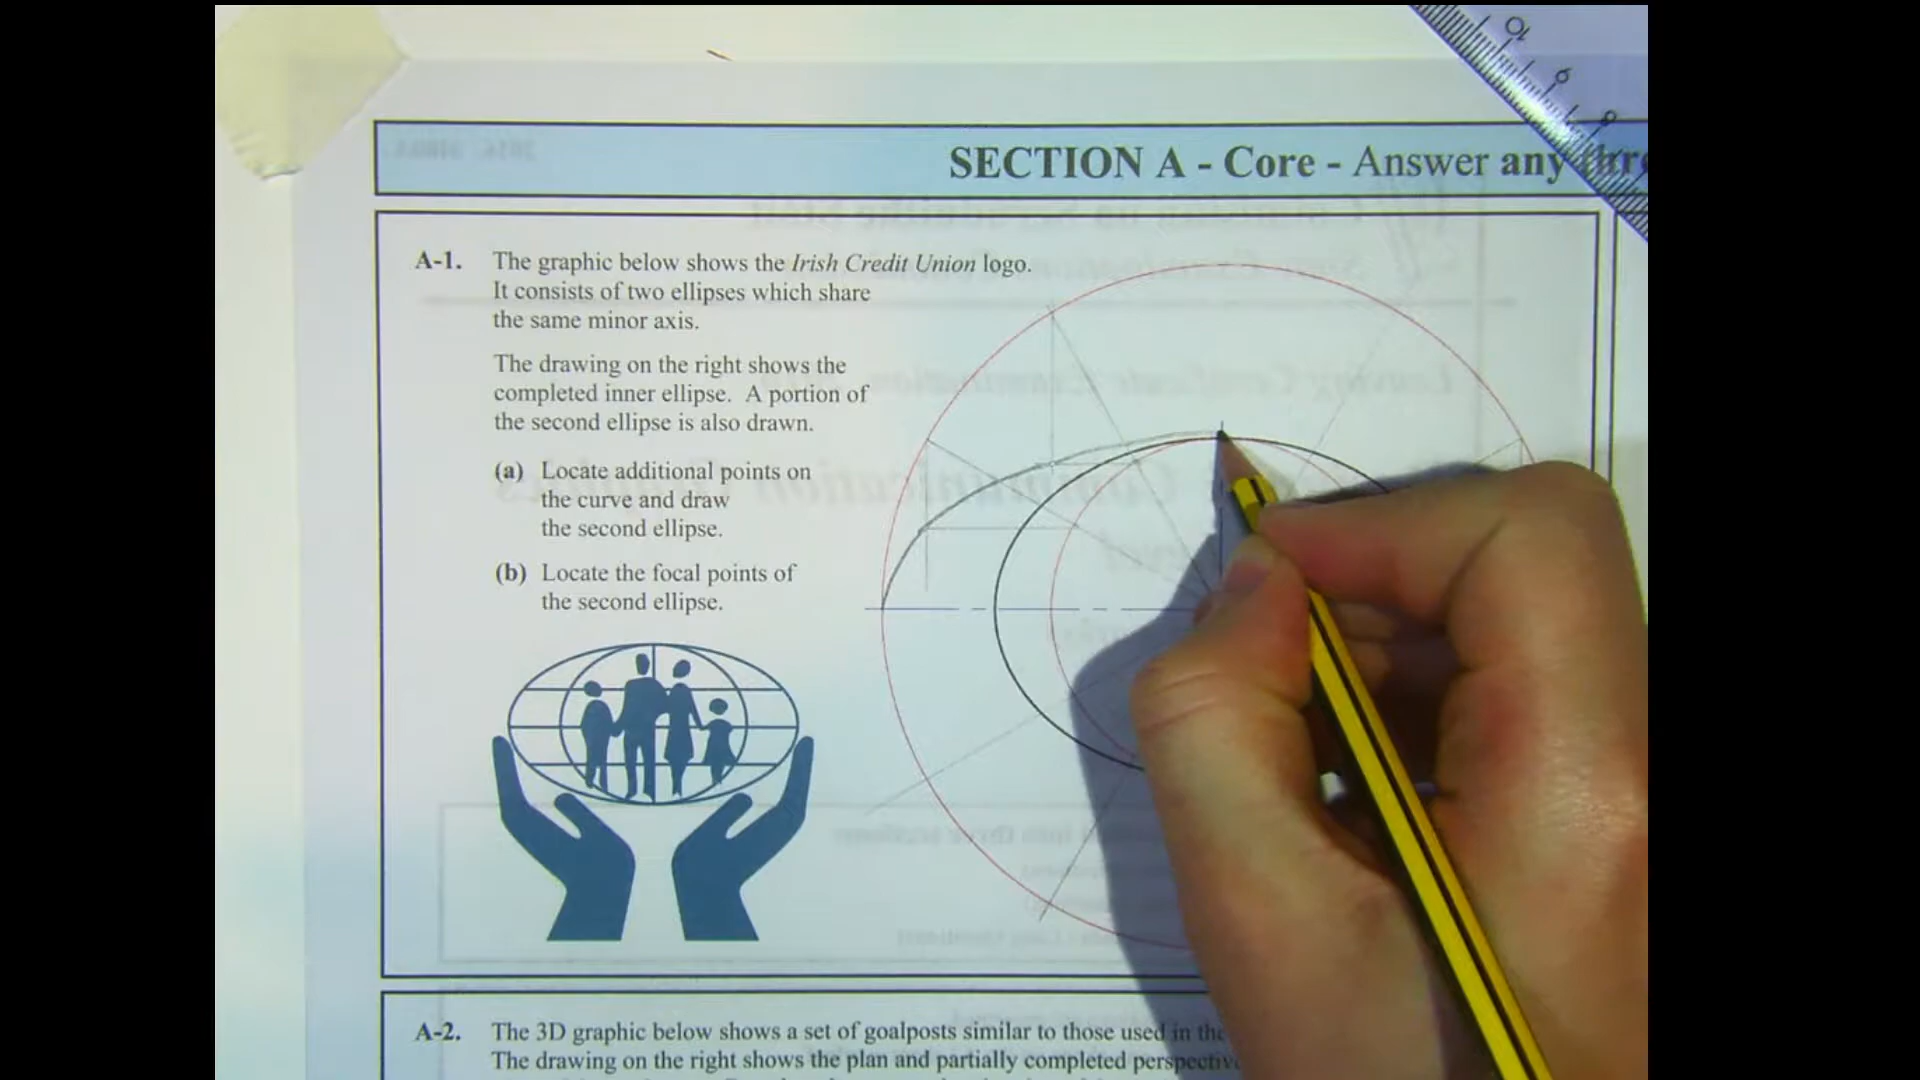 10
9
8
SECTION A - Core - Answer any
A-1. The graphic below shows the Irish Credit Union logo.
It consists of two ellipses which share
the same minor axis.
The drawing on the right shows the
completed inner ellipse. A portion of
the second ellipse is also drawn.
(a) Locate additional points on
the curve and draw
the second ellipse.
(b) Locate the focal points of
the second ellipse.
A-2. The 3D graphic below shows a set of goalposts similar to those used in the
The drawing on the right shows the plan and partially completed perspective